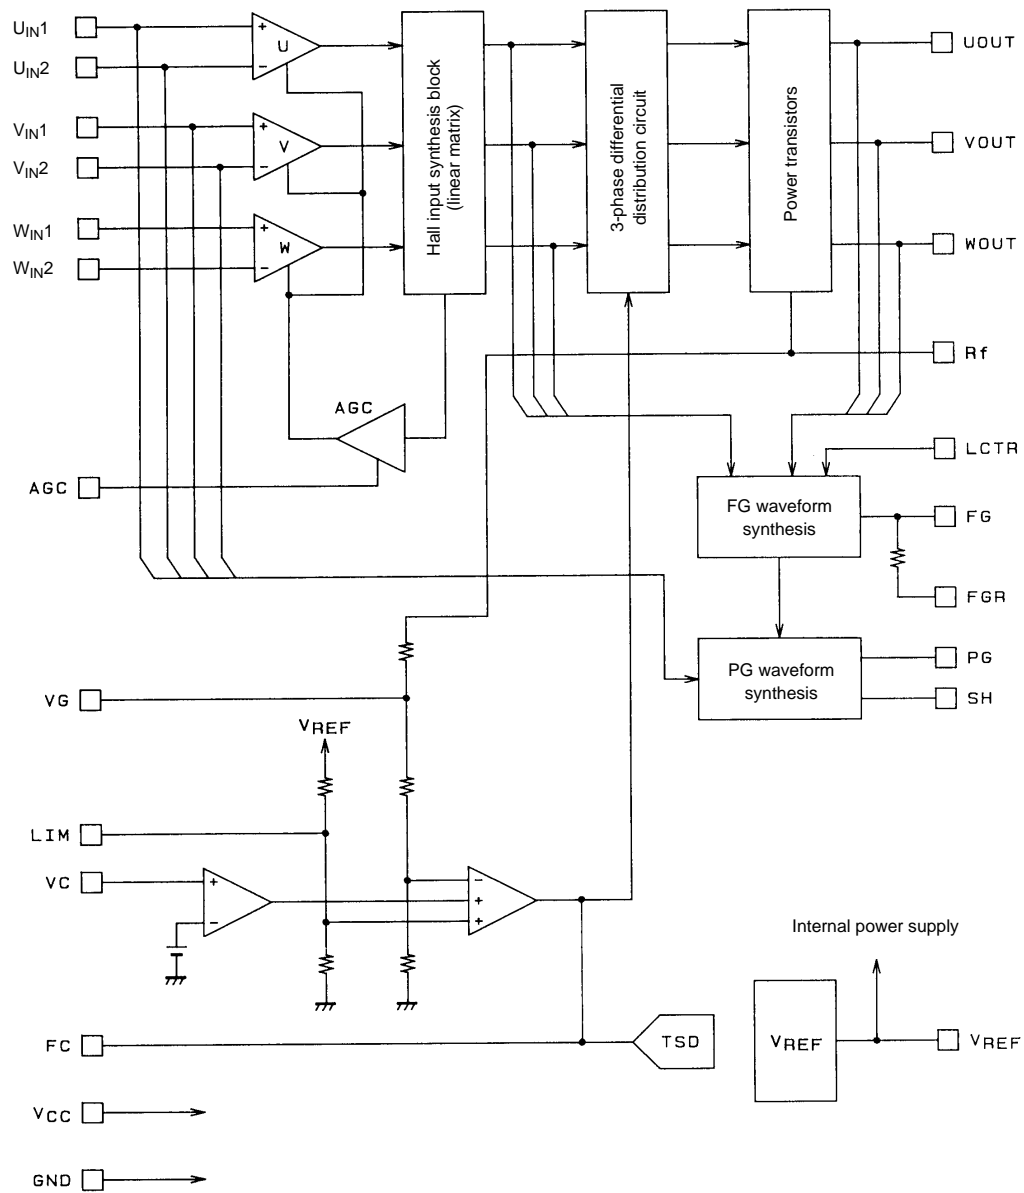 UIN1
UIN2
VIN1
VIN2
WIN1
WIN2
+
U
−
+
V
−
+
W
−
Hall input synthesis block
(linear matrix)
3-phase differential
distribution circuit
Power transistors
UOUT
VOUT
WOUT
Rf
AGC
AGC
LCTR
FG waveform
synthesis
FG
FGR
PG waveform
synthesis
PG
SH
VG
VREF
LIM
VC
+
−
−
+
+
Internal power supply
FC
TSD
VREF
VREF
VCC
GND